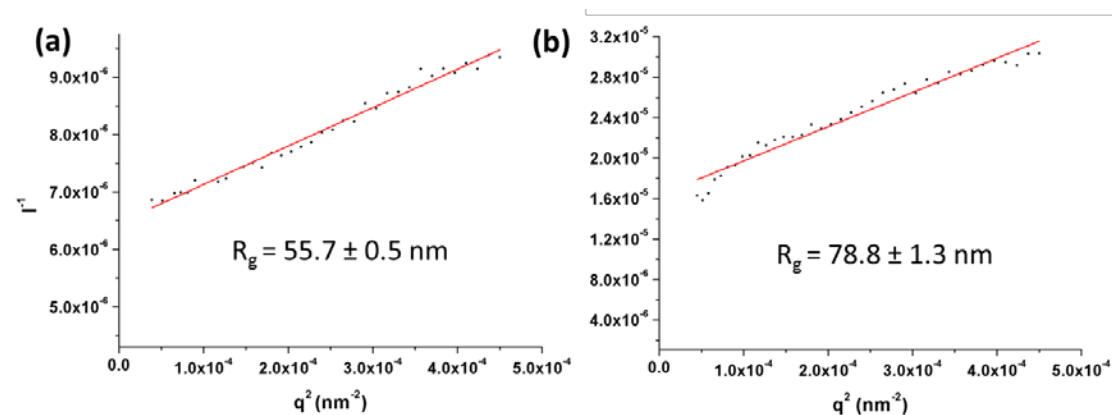 (a)
9.0x10⁻⁶
8.0x10⁻⁶
7.0x10⁻⁶
6.0x10⁻⁶
5.0x10⁻⁶
I⁻¹
R_g = 55.7 ± 0.5 nm
0.0 1.0x10⁻⁴ 2.0x10⁻⁴ 3.0x10⁻⁴ 4.0x10⁻⁴ 5.0x10⁻⁴
q² (nm⁻²)
(b)
3.2x10⁻⁵
2.8x10⁻⁵
2.4x10⁻⁵
2.0x10⁻⁵
1.6x10⁻⁵
1.2x10⁻⁵
8.0x10⁻⁶
4.0x10⁻⁶
R_g = 78.8 ± 1.3 nm
0.0 1.0x10⁻⁴ 2.0x10⁻⁴ 3.0x10⁻⁴ 4.0x10⁻⁴ 5.0x10⁻⁴
q² (nm⁻²)